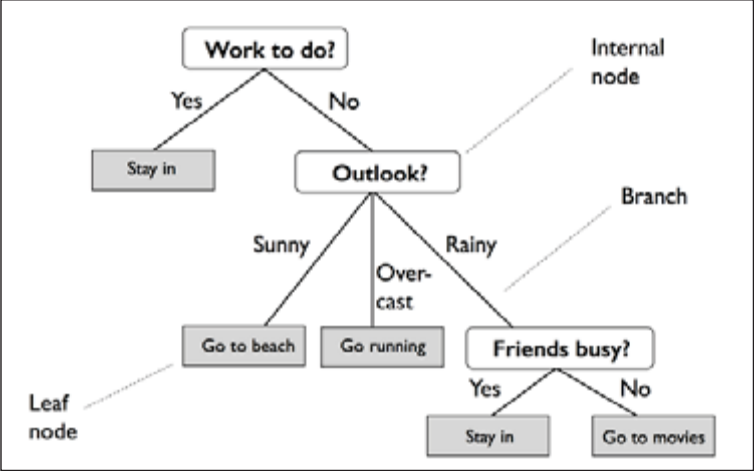 Work to do?
Internal
node
Yes
No
Stay in
Outlook?
Branch
Sunny
Rainy
Over-
cast
Go to beach
Go running
Friends busy?
Leaf
node
Yes
No
Stay in
Go to movies